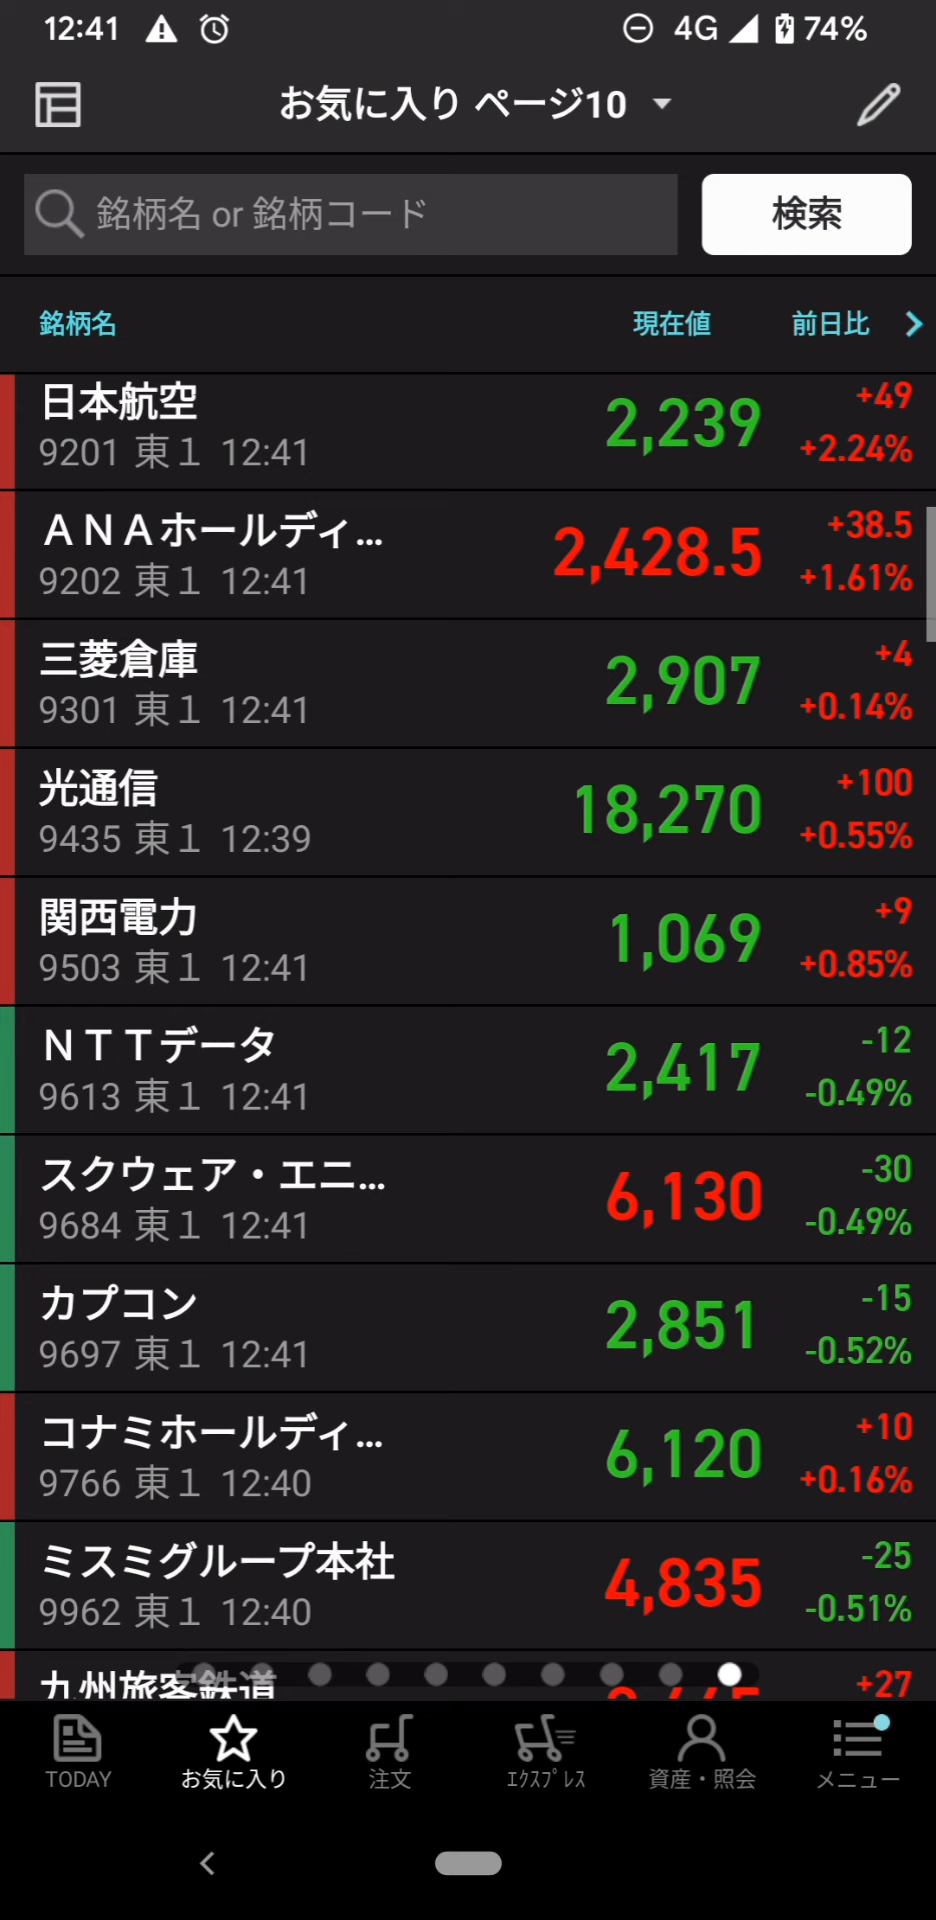 12:41 4G 74%
お気に入り ページ10
銘柄名 or 銘柄コード 検索
銘柄名 現在値 前日比
日本航空 2,239 +49
9201 東１ 12:41 +2.24%
ＡＮＡホールディ... 2,428.5 +38.5
9202 東１ 12:41 +1.61%
三菱倉庫 2,907 +4
9301 東１ 12:41 +0.14%
光通信 18,270 +100
9435 東１ 12:39 +0.55%
関西電力 1,069 +9
9503 東１ 12:41 +0.85%
ＮＴＴデータ 2,417 -12
9613 東１ 12:41 -0.49%
スクウェア・エニ... 6,130 -30
9684 東１ 12:41 -0.49%
カプコン 2,851 -15
9697 東１ 12:41 -0.52%
コナミホールディ... 6,120 +10
9766 東１ 12:40 +0.16%
ミスミグループ本社 4,835 -25
9962 東１ 12:40 -0.51%
九州旅客鉄道 +27
TODAY お気に入り 注文 ｴｸｽﾌﾟﾚｽ 資産・照会 メニュー